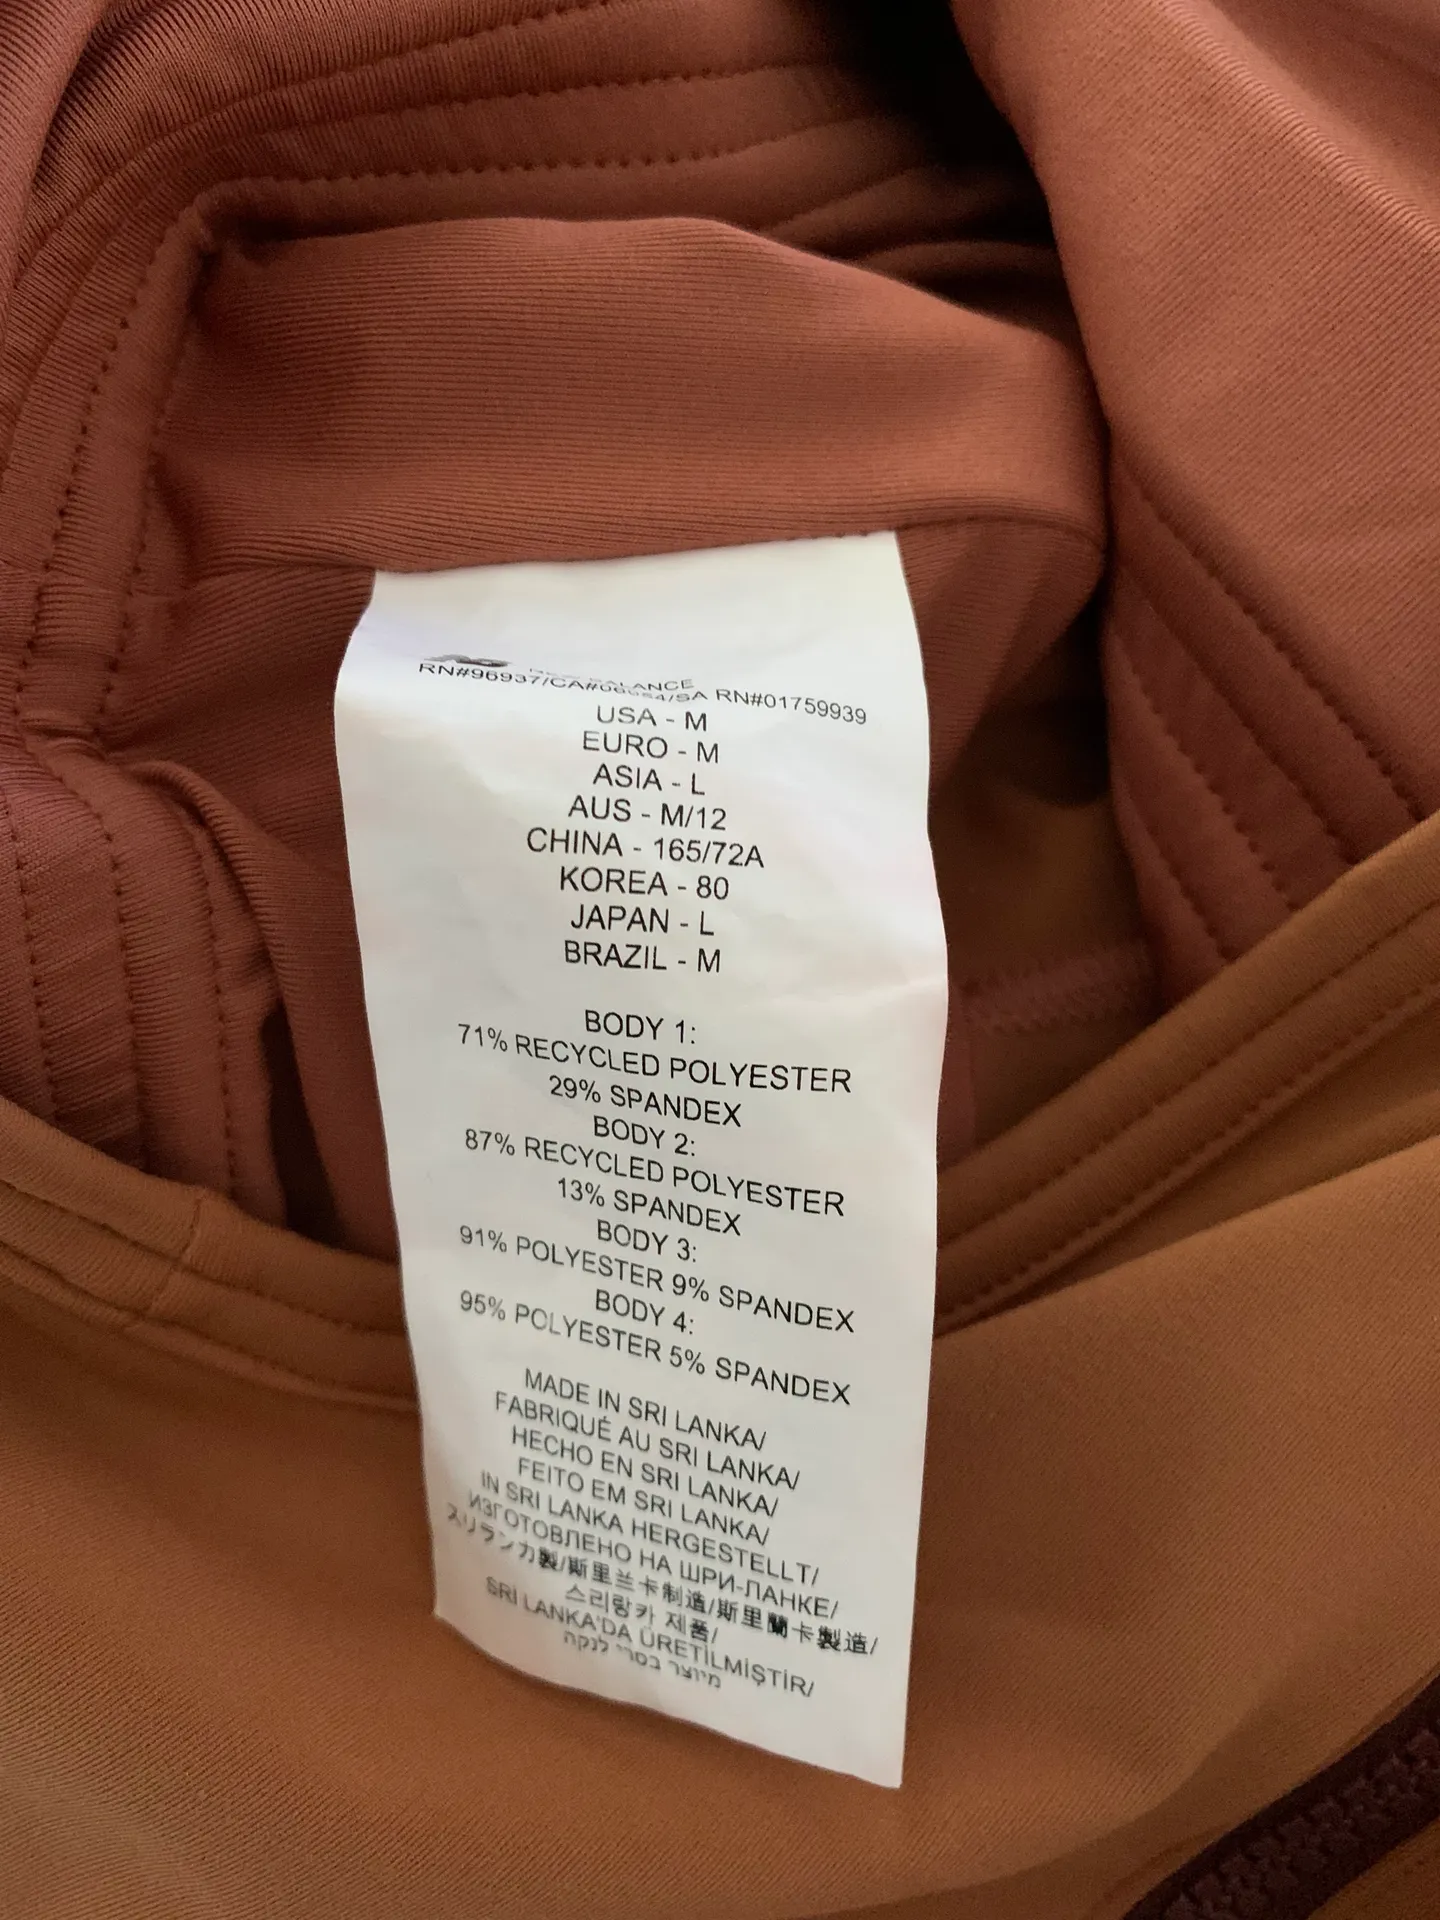 BALANCE
RN#96937/CA#06054/SA RN#01759939
USA - M
EURO - M
ASIA - L
AUS - M/12
CHINA - 165/72A
KOREA - 80
JAPAN - L
BRAZIL - M
BODY 1:
71% RECYCLED POLYESTER
29% SPANDEX
BODY 2:
87% RECYCLED POLYESTER
13% SPANDEX
BODY 3:
91% POLYESTER 9% SPANDEX
BODY 4:
95% POLYESTER 5% SPANDEX
MADE IN SRI LANKA/
FABRIQUÉ AU SRI LANKA/
HECHO EN SRI LANKA/
FEITO EM SRI LANKA/
IN SRI LANKA HERGESTELLT/
ИЗГОТОВЛЕНО НА ШРИ-ЛАНКЕ/
スリランカ製/斯里兰卡制造/斯里蘭卡製造/
스리랑카 제품/
SRİ LANKA'DA ÜRETİLMİŞTİR/
מיוצר בסרי לנקה